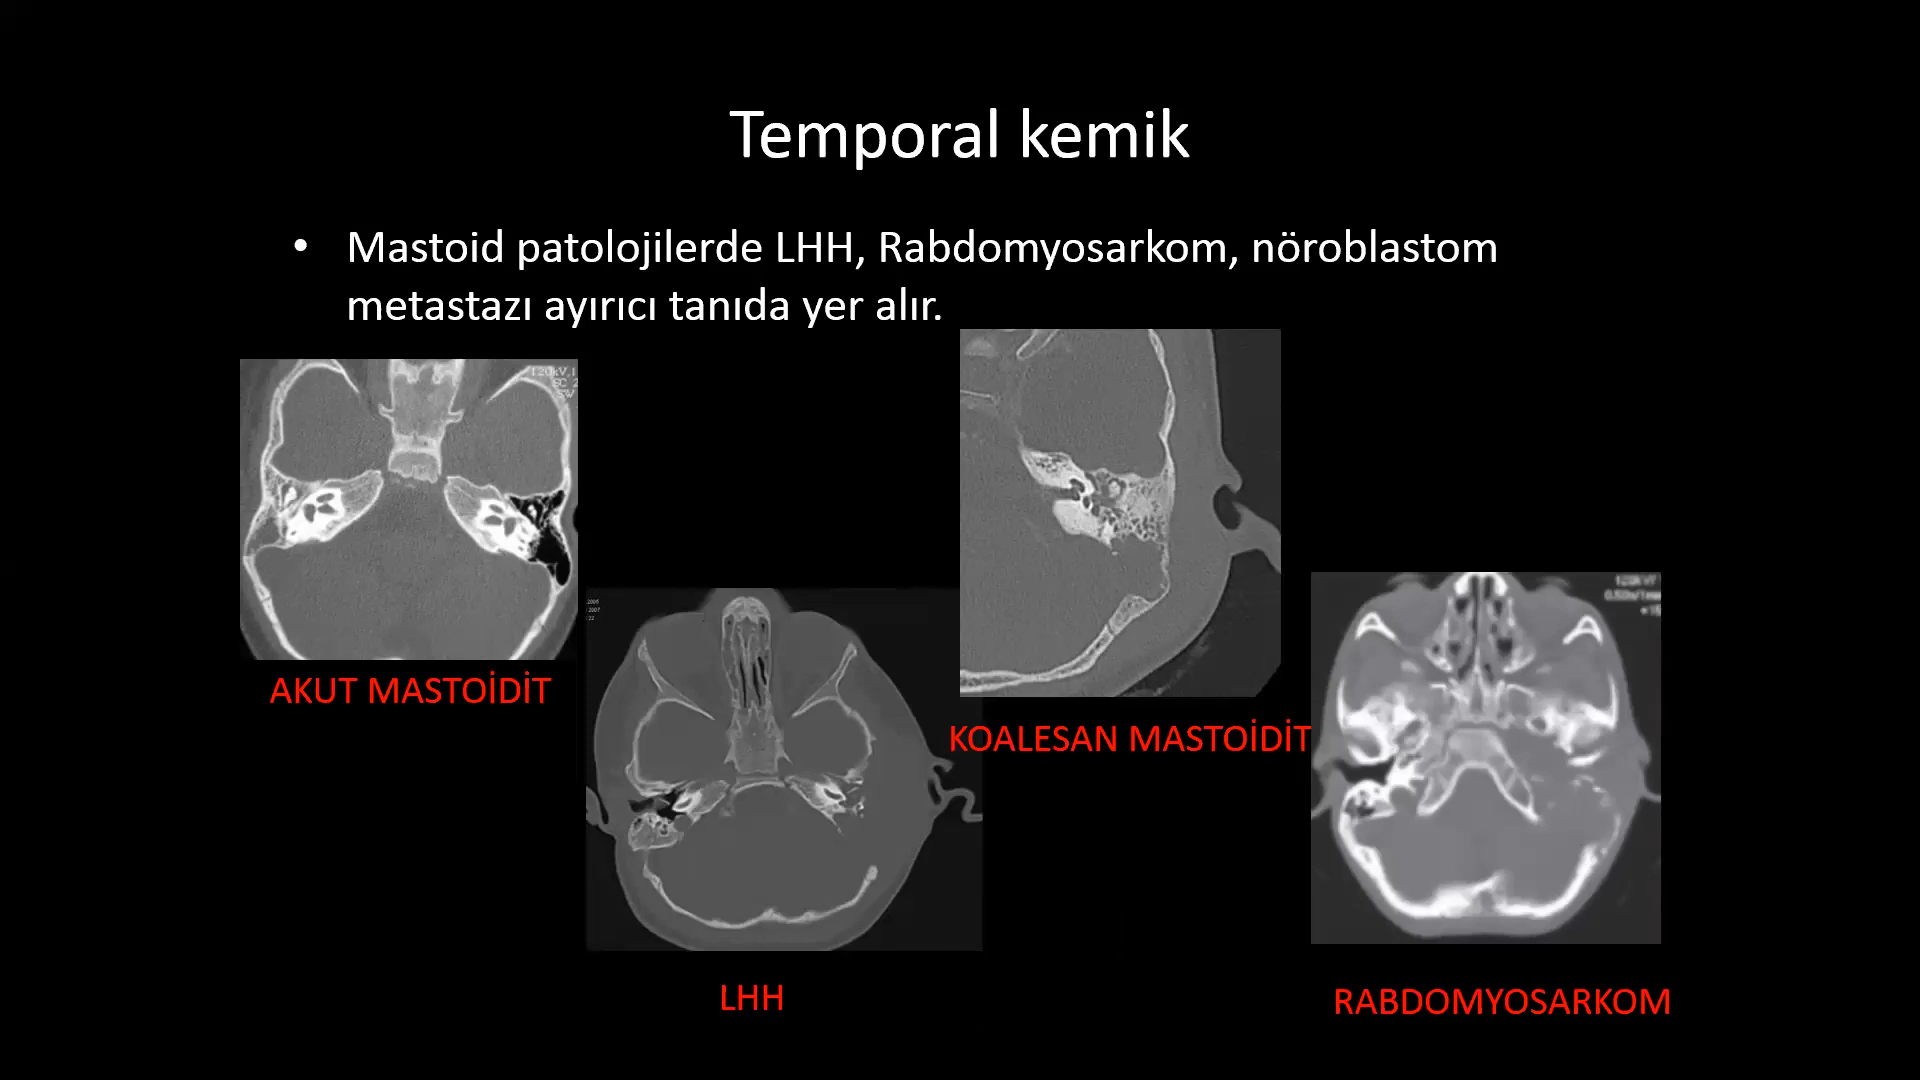 Temporal kemik
• Mastoid patolojilerde LHH, Rabdomyosarkom, nöroblastom
metastazı ayırıcı tanıda yer alır.
AKUT MASTOİDİT
KOALESAN MASTOİDİT
LHH
RABDOMYOSARKOM